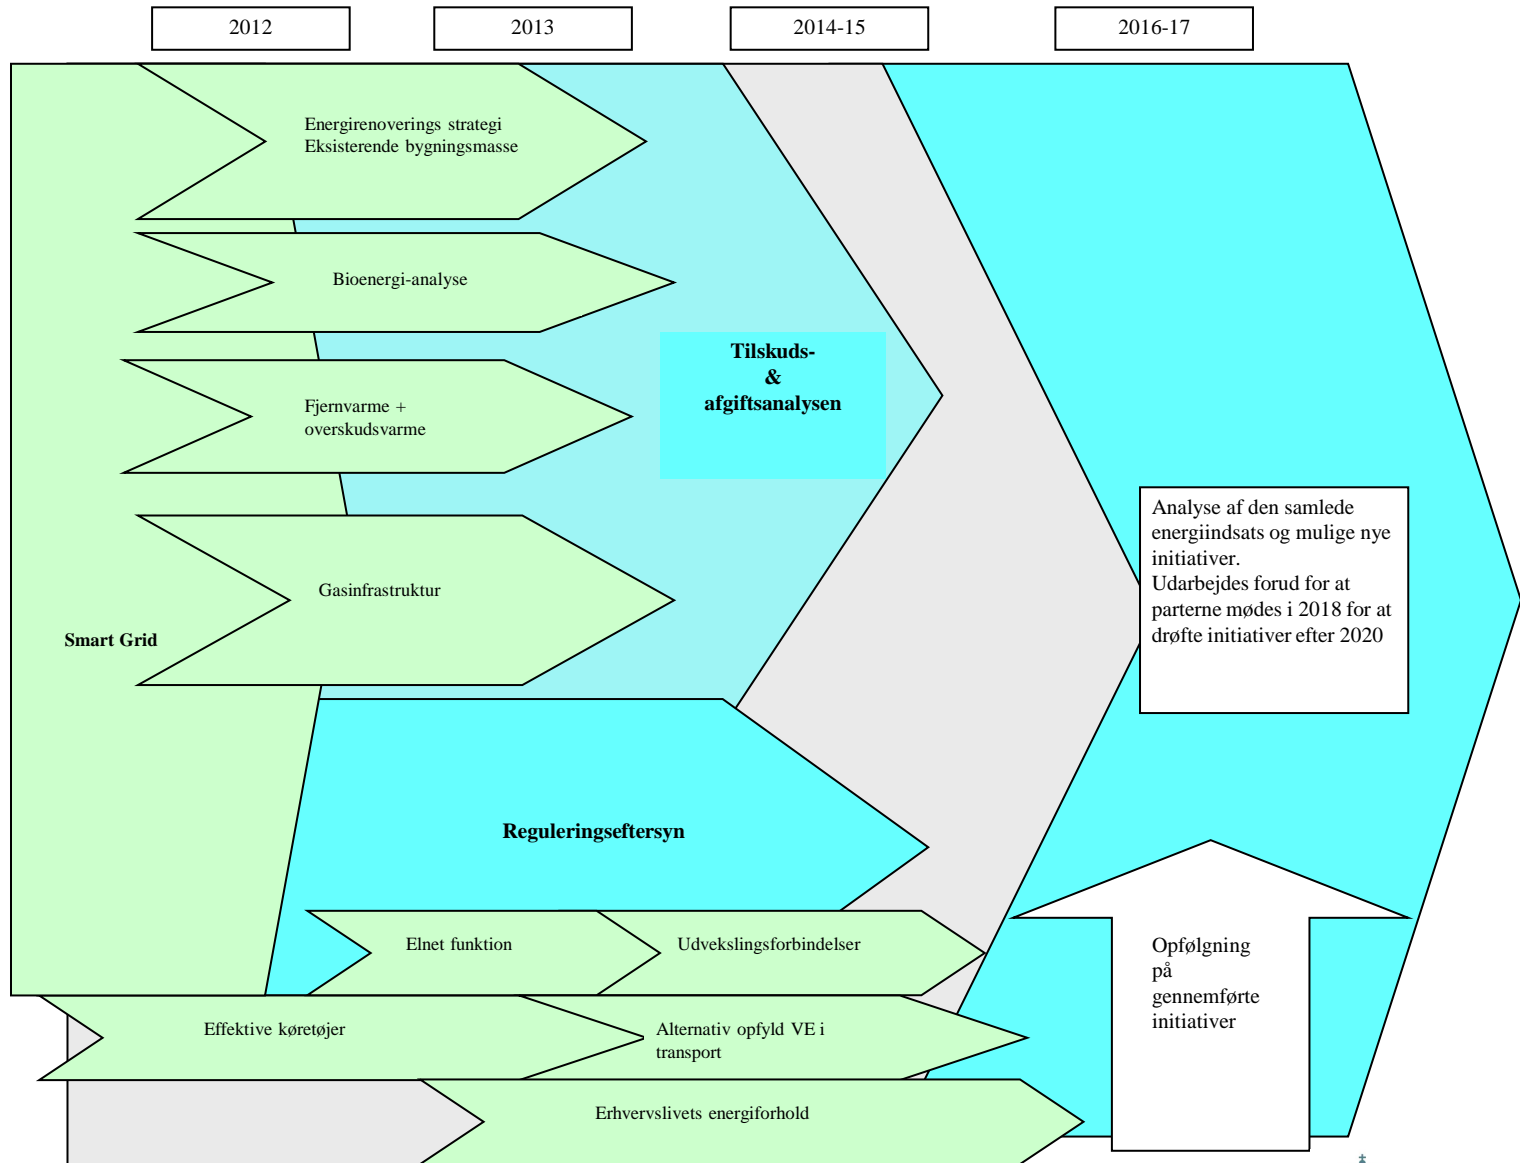 2012
2013
2014-15
2016-17
Energirenoverings strategi
Eksisterende bygningsmasse
Bioenergi-analyse
Tilskuds-
&
afgiftsanalysen
Fjernvarme +
overskudsvarme
Analyse af den samlede
energiindsats og mulige nye
initiativer.
Udarbejdes forud for at
parterne mødes i 2018 for at
drøfte initiativer efter 2020
Gasinfrastruktur
Smart Grid
Reguleringseftersyn
Elnet funktion
Udvekslingsforbindelser
Opfølgning
på
gennemførte
initiativer
Effektive køretøjer
Alternativ opfyld VE i
transport
Erhvervslivets energiforhold